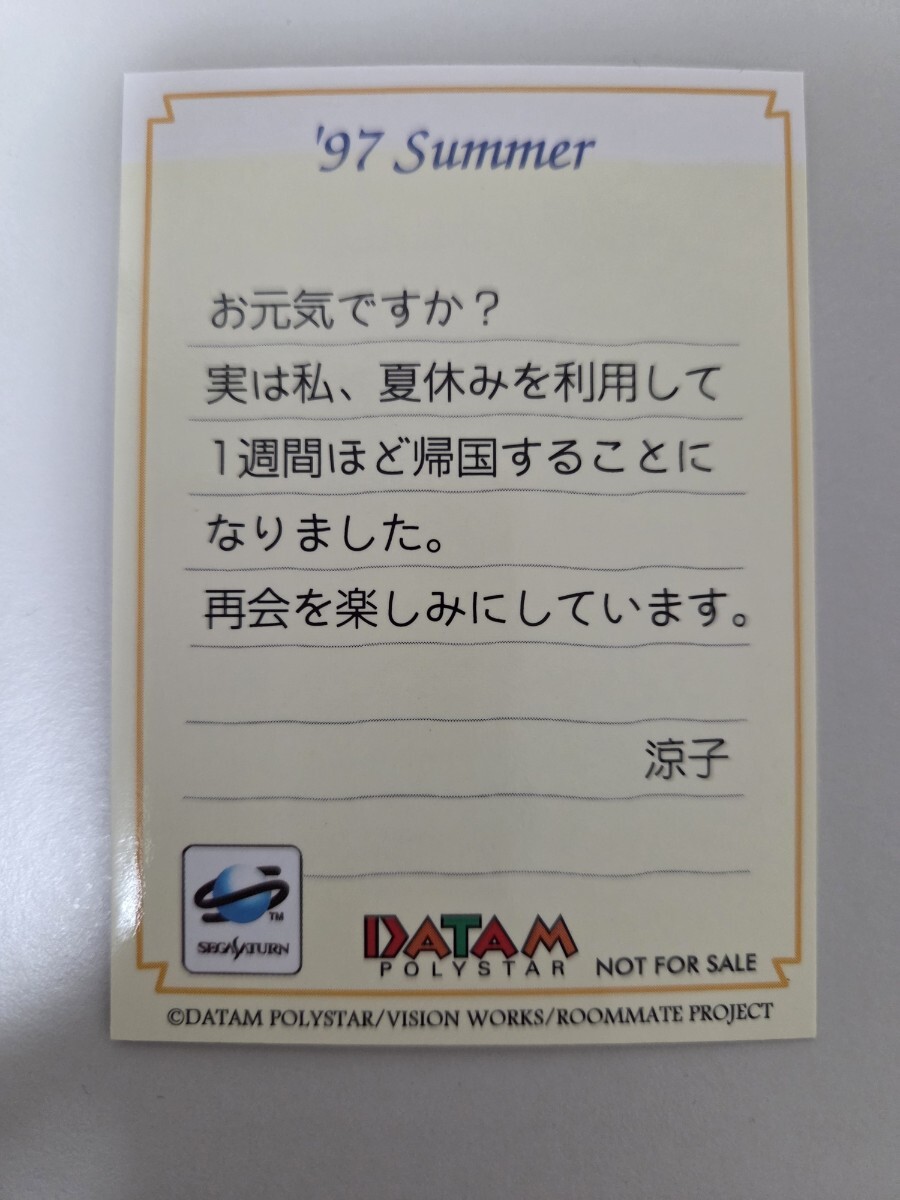 '97 Summer
お元気ですか？
実は私、夏休みを利用して
1週間ほど帰国することに
なりました。
再会を楽しみにしています。
涼子
TM
SEGA SATURN
DATAM
POLYSTAR
NOT FOR SALE
©DATAM POLYSTAR/VISION WORKS/ROOMMATE PROJECT